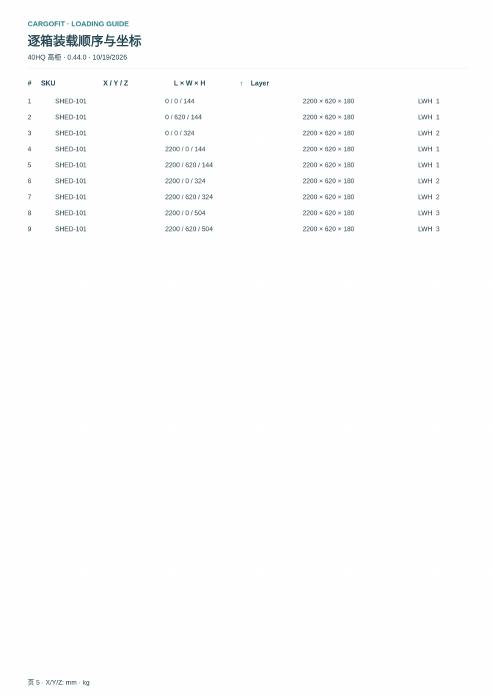 CARGOFIT · LOADING GUIDE
逐箱装载顺序与坐标
40HQ 高柜 · 0.44.0 · 10/19/2026
# SKU X / Y / Z L × W × H ↑ Layer
1 SHED-101 0 / 0 / 144 2200 × 620 × 180 LWH 1
2 SHED-101 0 / 620 / 144 2200 × 620 × 180 LWH 1
3 SHED-101 0 / 0 / 324 2200 × 620 × 180 LWH 2
4 SHED-101 2200 / 0 / 144 2200 × 620 × 180 LWH 1
5 SHED-101 2200 / 620 / 144 2200 × 620 × 180 LWH 1
6 SHED-101 2200 / 0 / 324 2200 × 620 × 180 LWH 2
7 SHED-101 2200 / 620 / 324 2200 × 620 × 180 LWH 2
8 SHED-101 2200 / 0 / 504 2200 × 620 × 180 LWH 3
9 SHED-101 2200 / 620 / 504 2200 × 620 × 180 LWH 3
页 5 · X/Y/Z: mm · kg